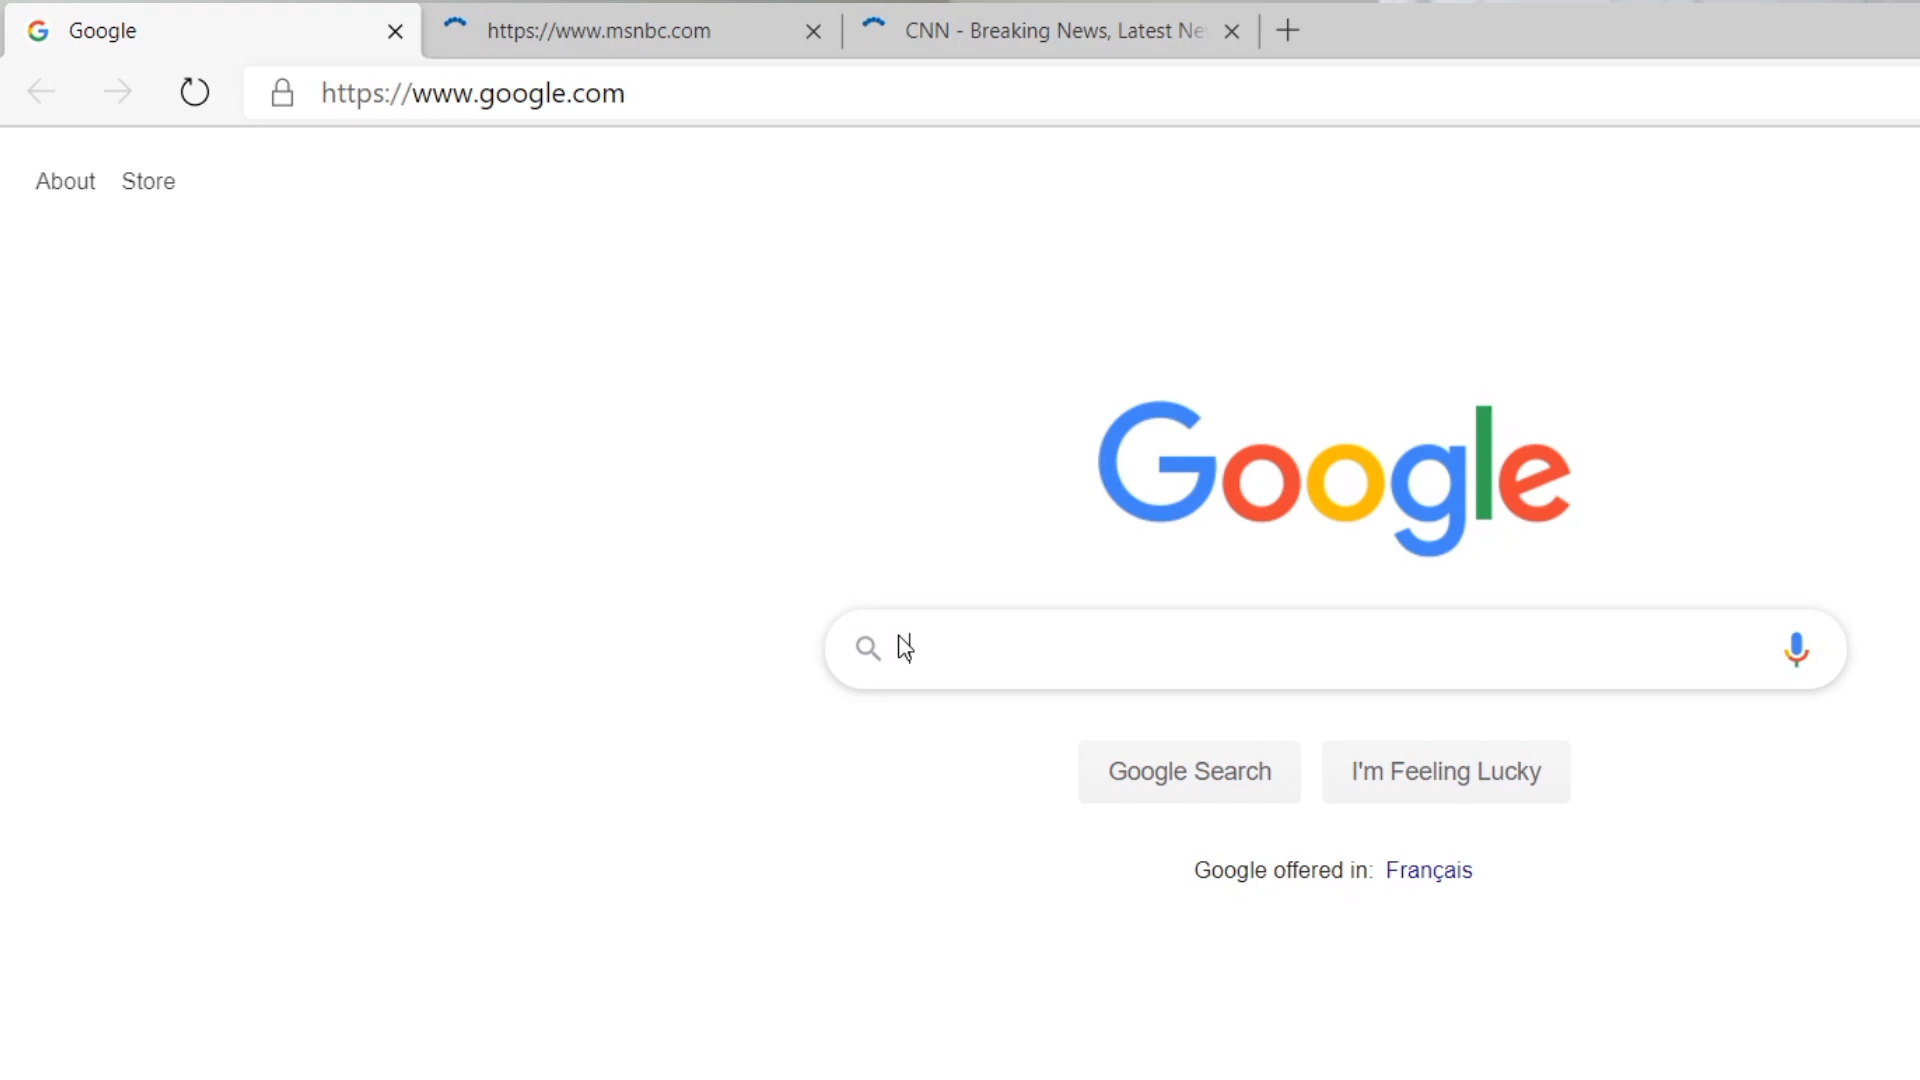 Google
https://www.msnbc.com
CNN - Breaking News, Latest Ne
https://www.google.com
About Store
Google
Google Search
I'm Feeling Lucky
Google offered in: Français